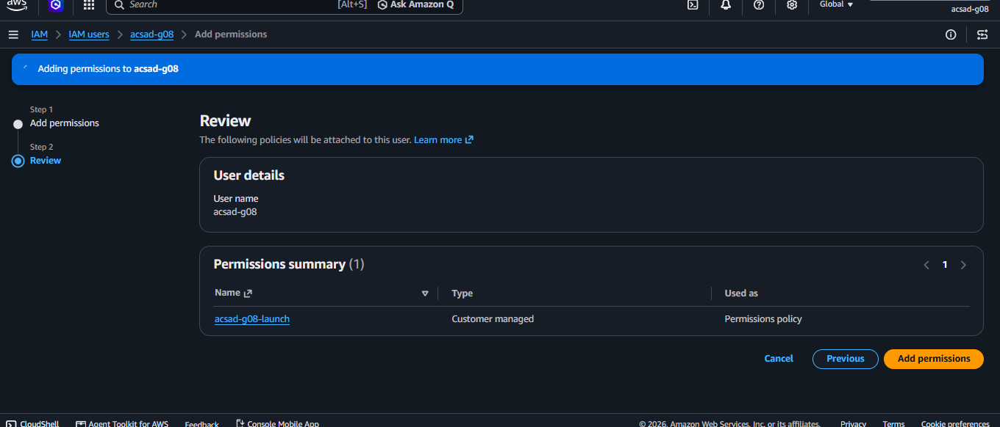 aws
Search [Alt+S] Ask Amazon Q Global
acsad-g08
IAM IAM users acsad-g08 Add permissions
Adding permissions to acsad-g08
Step 1
Add permissions
Step 2
Review
Review
The following policies will be attached to this user. Learn more
User details
User name
acsad-g08
Permissions summary (1)
1
Name Type Used as
acsad-g08-launch Customer managed Permissions policy
Cancel Previous Add permissions
CloudShell Agent Toolkit for AWS Feedback Console Mobile App © 2026, Amazon Web Services, Inc. or its affiliates. Privacy Terms Cookie preferences